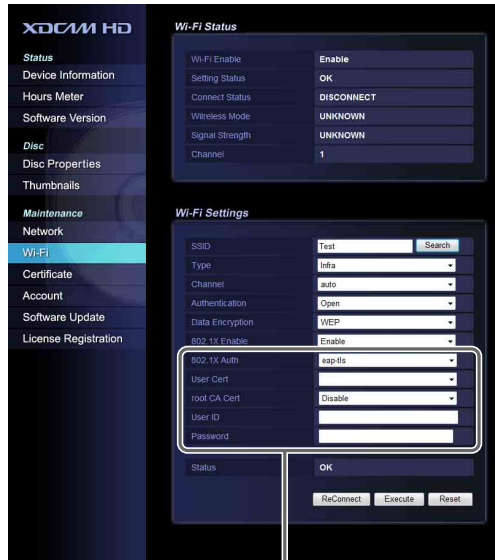 XDCAM HD
Status
Device Information
Hours Meter
Software Version
Disc
Disc Properties
Thumbnails
Maintenance
Network
Wi-Fi
Certificate
Account
Software Update
License Registration
Wi-Fi Status
Wi-Fi Enable Enable
Setting Status OK
Connect Status DISCONNECT
Wilreless Mode UNKNOWN
Signal Strength UNKNOWN
Channel 1
Wi-Fi Settings
SSID Test Search
Type Infra
Channel auto
Authentication Open
Data Encryption WEP
802.1X Enable Enable
802.1X Auth eap-tls
User Cert
root CA Cert Disable
User ID
Password
Status OK
ReConnect Execute Reset